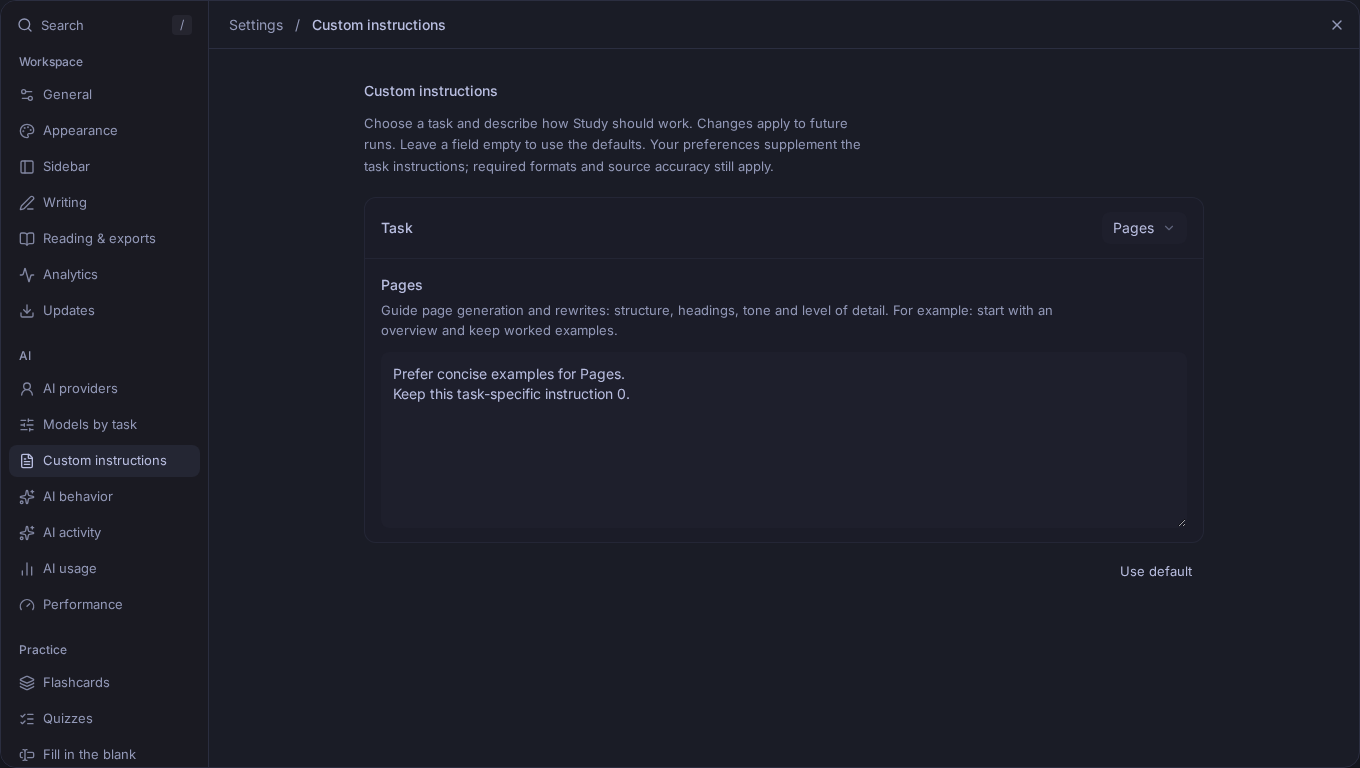 Search
/
Workspace
General
Appearance
Sidebar
Writing
Reading & exports
Analytics
Updates
AI
AI providers
Models by task
Custom instructions
AI behavior
AI activity
AI usage
Performance
Practice
Flashcards
Quizzes
Fill in the blank
Settings / Custom instructions
Custom instructions
Choose a task and describe how Study should work. Changes apply to future
runs. Leave a field empty to use the defaults. Your preferences supplement the
task instructions; required formats and source accuracy still apply.
Task
Pages
Pages
Guide page generation and rewrites: structure, headings, tone and level of detail. For example: start with an
overview and keep worked examples.
Prefer concise examples for Pages.
Keep this task-specific instruction 0.
Use default